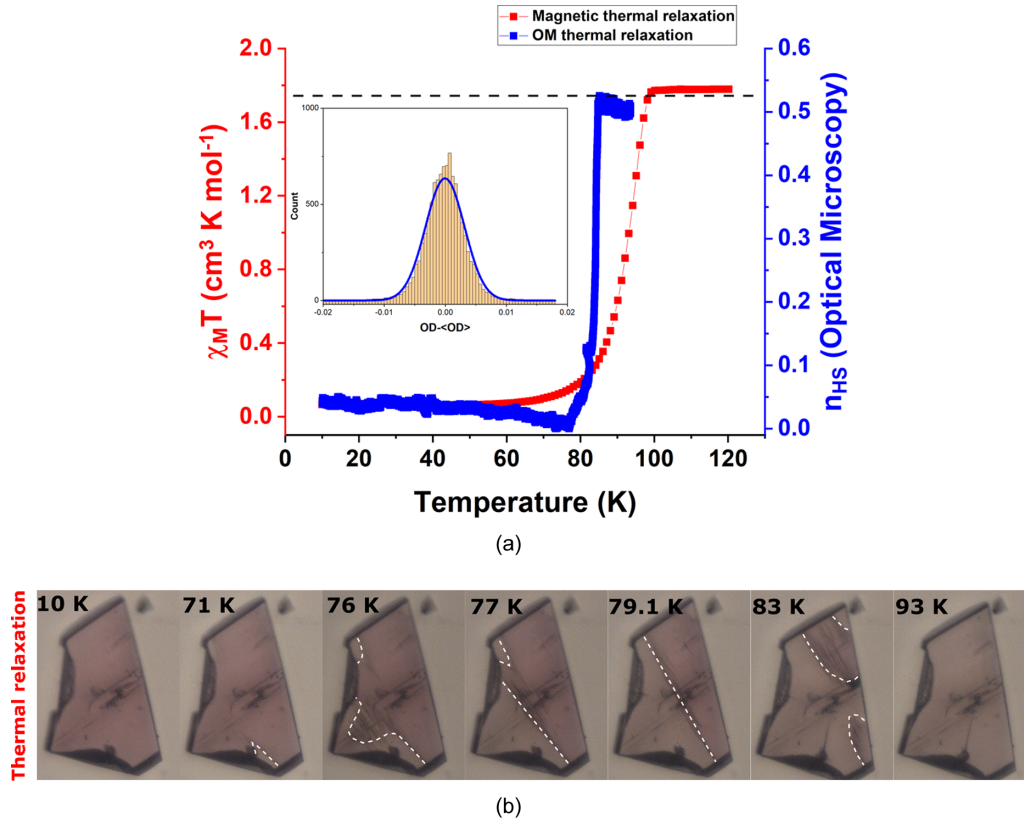 Magnetic thermal relaxation
OM thermal relaxation
2.0
1.6
1.2
0.8
0.4
0.0
χMT (cm³ K mol⁻¹)
1000
500
0
Count
-0.02
-0.01
0.00
0.01
0.02
OD-<OD>
0.6
0.5
0.4
0.3
0.2
0.1
0.0
nHS (Optical Microscopy)
0
20
40
60
80
100
120
Temperature (K)
(a)
Thermal relaxation
10 K
71 K
76 K
77 K
79.1 K
83 K
93 K
(b)